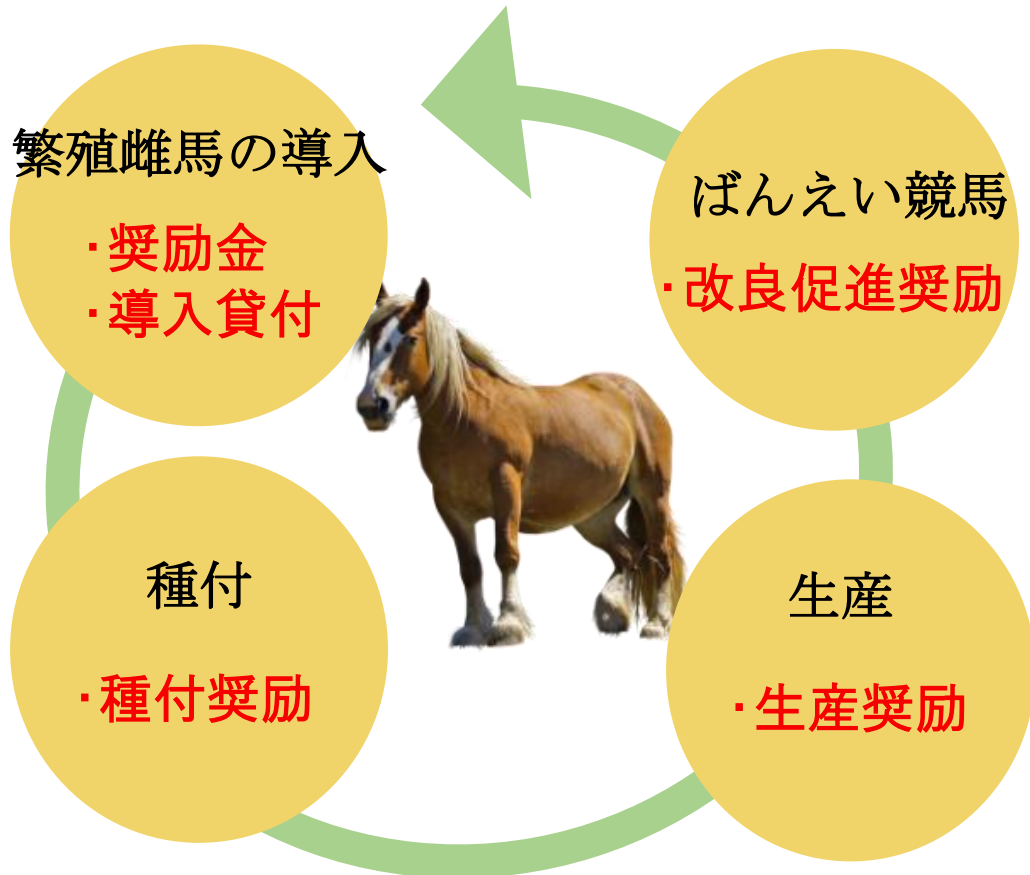 繁殖雌馬の導入
・奨励金
・導入貸付
ばんえい競馬
・改良促進奨励
種付
・種付奨励
生産
・生産奨励